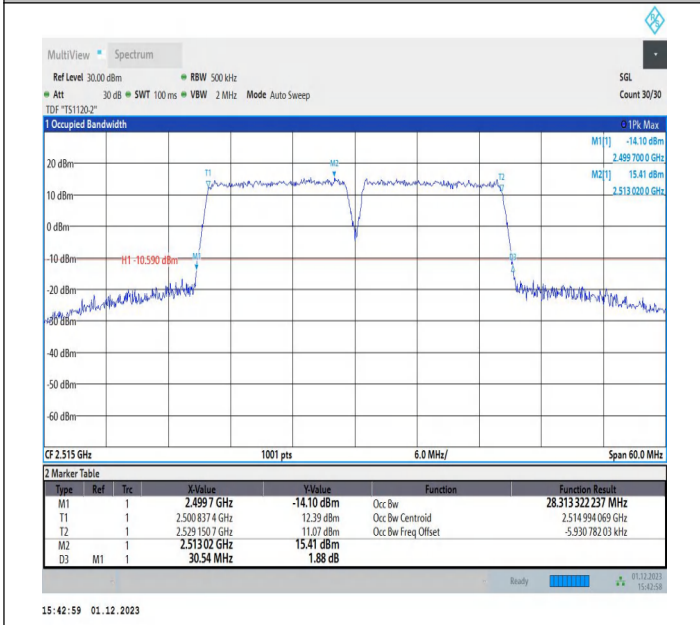 MultiView Spectrum
Ref Level 30.00 dBm RBW 500 kHz SGL
Att 30 dB SWT 100 ms VBW 2 MHz Mode Auto Sweep Count 30/30
TDF "TS1120-2"
1 Occupied Bandwidth 1Pk Max
M1[1] -14.10 dBm
2.499 700 0 GHz
M2[1] 15.41 dBm
2.513 020 0 GHz
20 dBm
T1 M2 T2
10 dBm
0 dBm
-10 dBm H1 -10.590 dBm M1 D3
-20 dBm
-30 dBm
-40 dBm
-50 dBm
-60 dBm
CF 2.515 GHz 1001 pts 6.0 MHz/ Span 60.0 MHz
2 Marker Table
Type Ref Trc X-Value Y-Value Function Function Result
M1 1 2.4997 GHz -14.10 dBm Occ Bw 28.313 322 237 MHz
T1 1 2.500 837 4 GHz 12.39 dBm Occ Bw Centroid 2.514 994 069 GHz
T2 1 2.529 150 7 GHz 11.07 dBm Occ Bw Freq Offset -5.930 782 03 kHz
M2 1 2.51302 GHz 15.41 dBm
D3 M1 1 30.54 MHz 1.88 dB
Ready 01.12.2023
15:42:58
15:42:59 01.12.2023